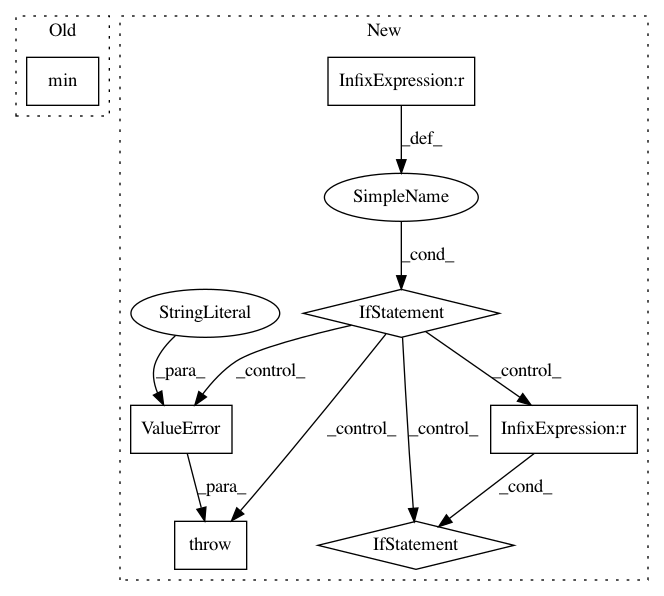 Old
New
min
InfixExpression:r
_def_
SimpleName
_cond_
StringLiteral
IfStatement
_para_
_control_
_control_
_control_
_control_
ValueError
InfixExpression:r
_para_
_cond_
throw
IfStatement